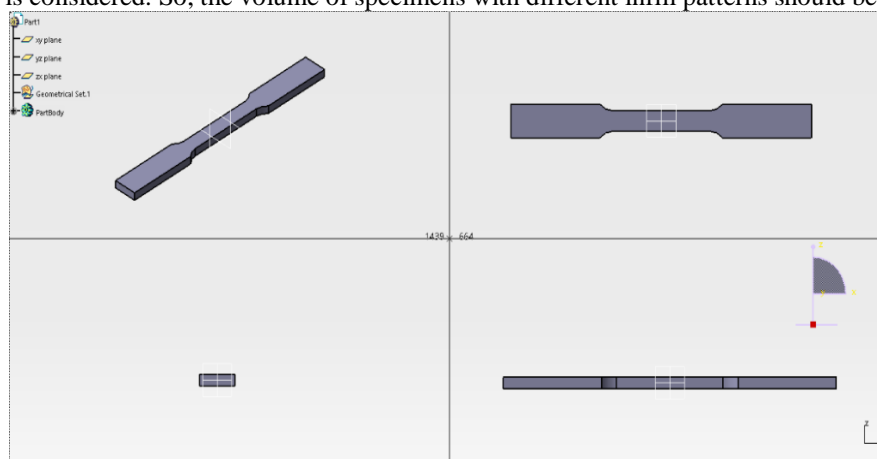 is considered. So, the volume of specimens with different infill patterns should be
Part1
xy plane
yz plane
zx plane
Geometrical Set.1
PartBody
1439 664